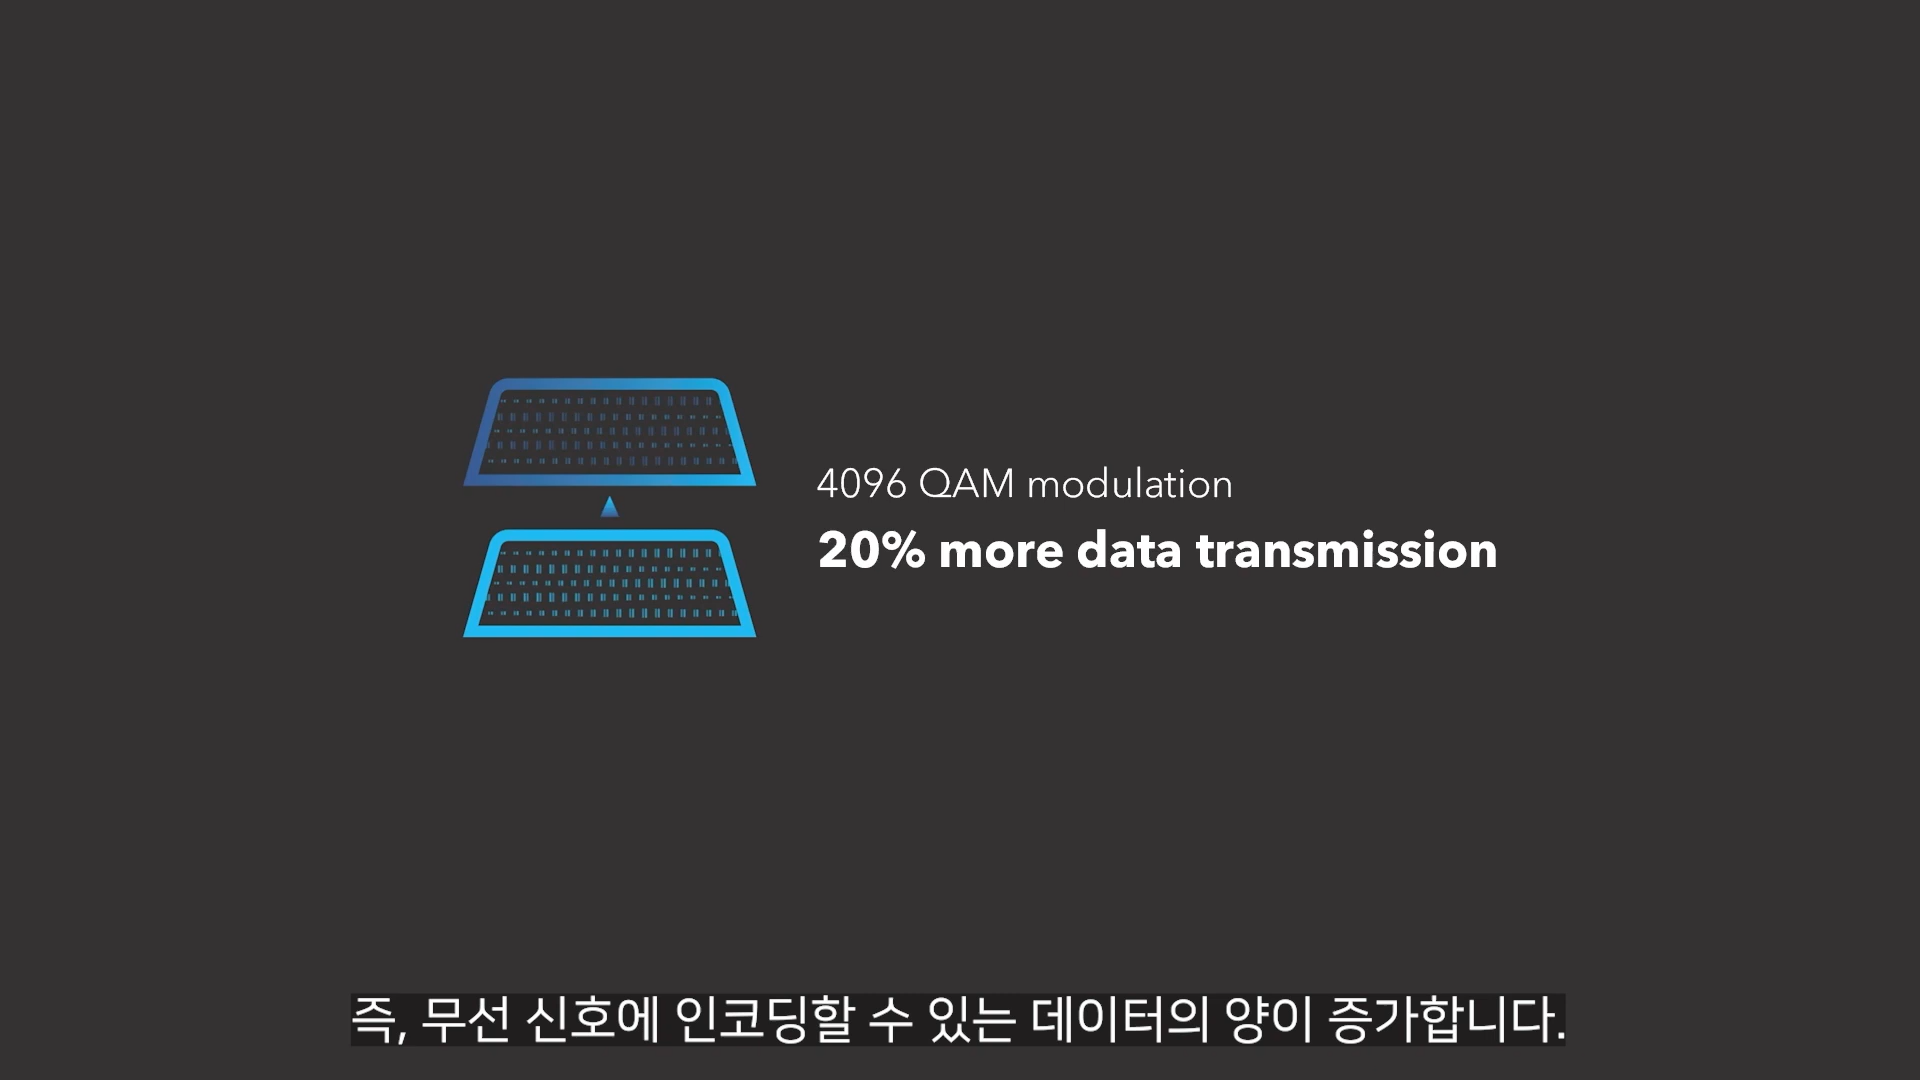 4096 QAM modulation
20% more data transmission
즉, 무선 신호에 인코딩할 수 있는 데이터의 양이 증가합니다.